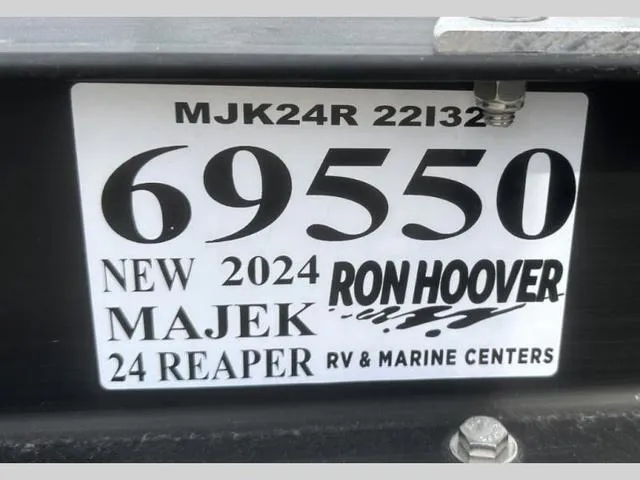 MJK24R 22I32
69550
NEW 2024
MAJEK
24 REAPER
RON HOOVER
RV & MARINE CENTERS